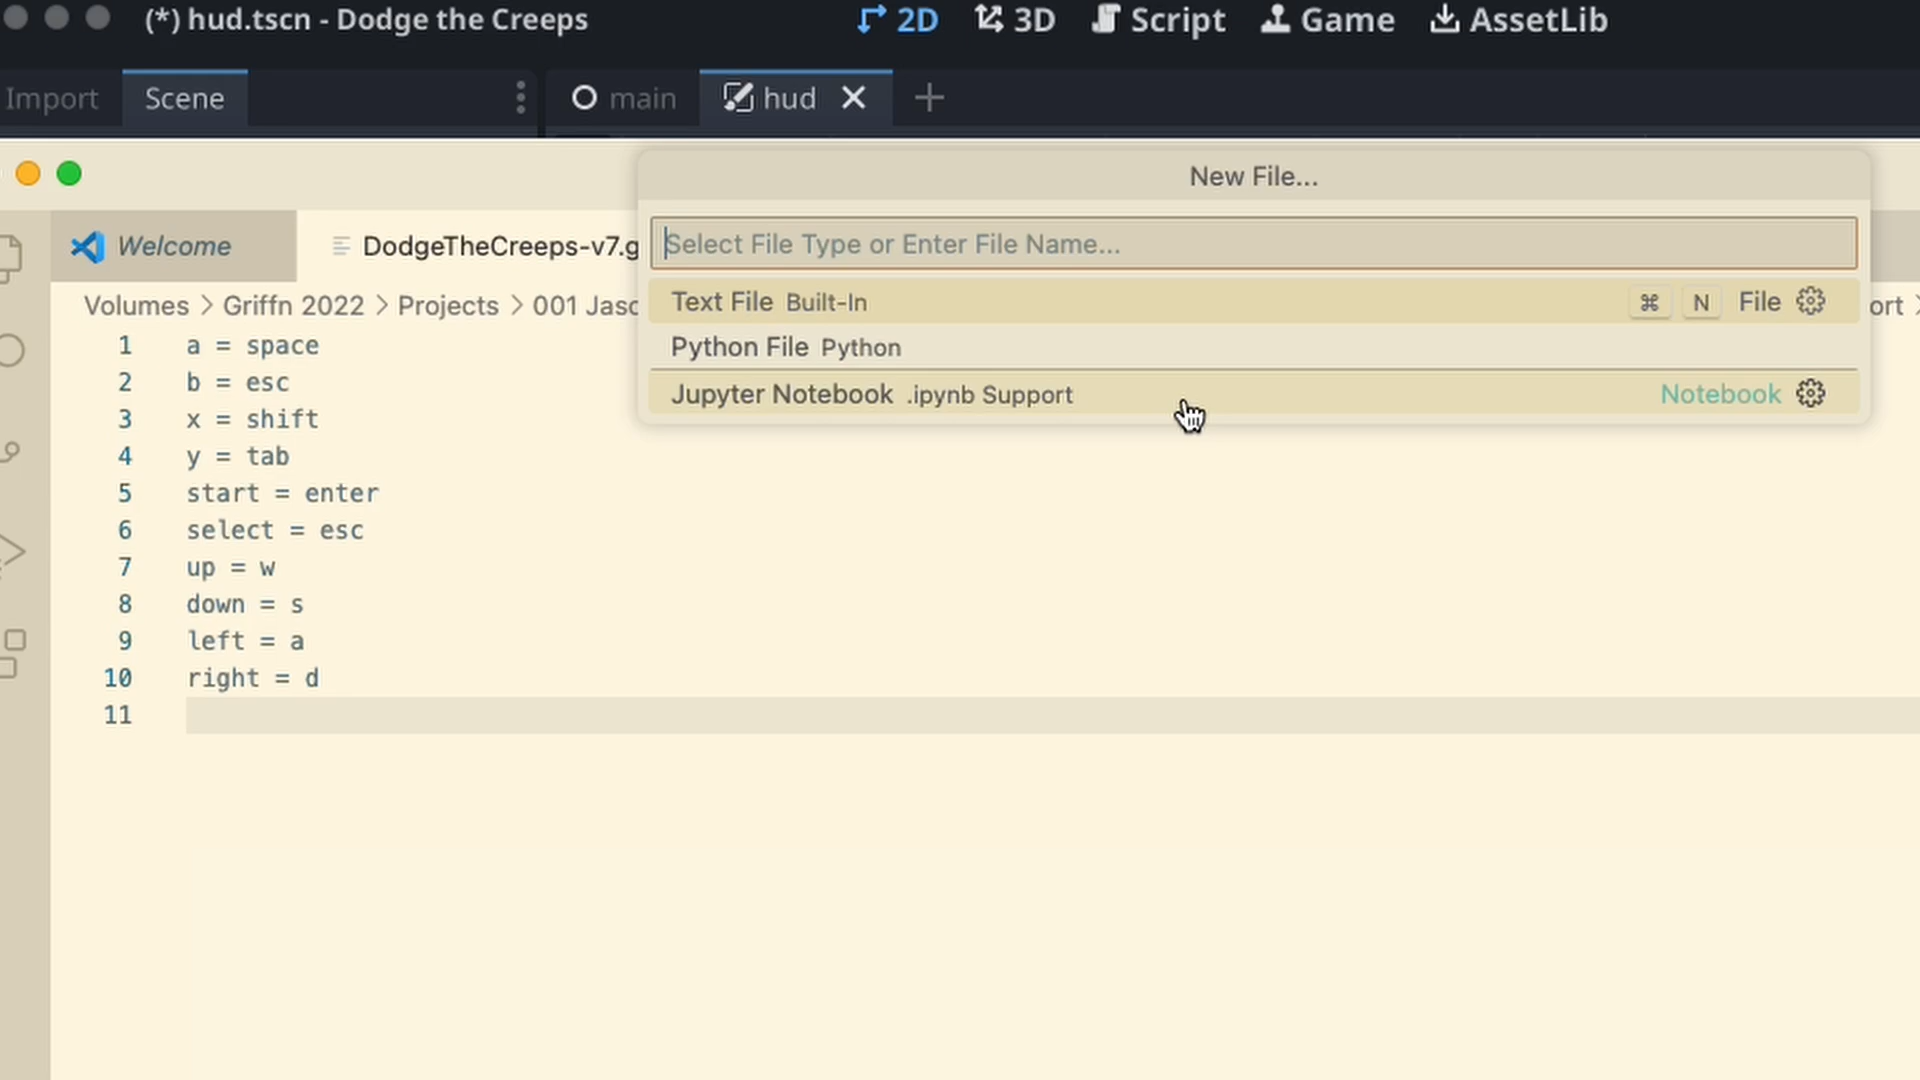 (*) hud.tscn - Dodge the Creeps
2D
3D
Script
Game
AssetLib
Import
Scene
main
hud
New File...
Welcome
DodgeTheCreeps-v7.g
Select File Type or Enter File Name...
Volumes > Griffn 2022 > Projects > 001 Jasc
ort
Text File Built-In
⌘ N File
Python File Python
Jupyter Notebook .ipynb Support
Notebook
1 a = space
2 b = esc
3 x = shift
4 y = tab
5 start = enter
6 select = esc
7 up = w
8 down = s
9 left = a
10 right = d
11